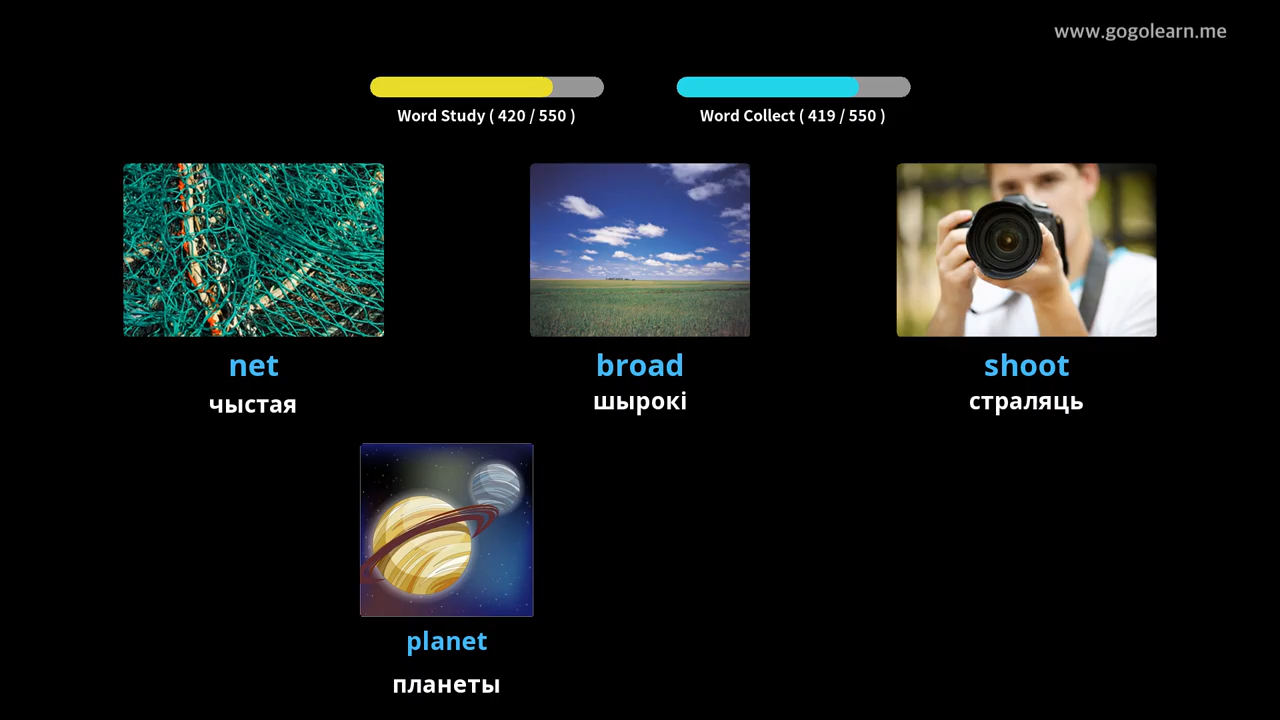 www.gogolearn.me
Word Study ( 420 / 550 )
Word Collect ( 419 / 550 )
net
broad
shoot
чыстая
шырокі
страляць
planet
планеты